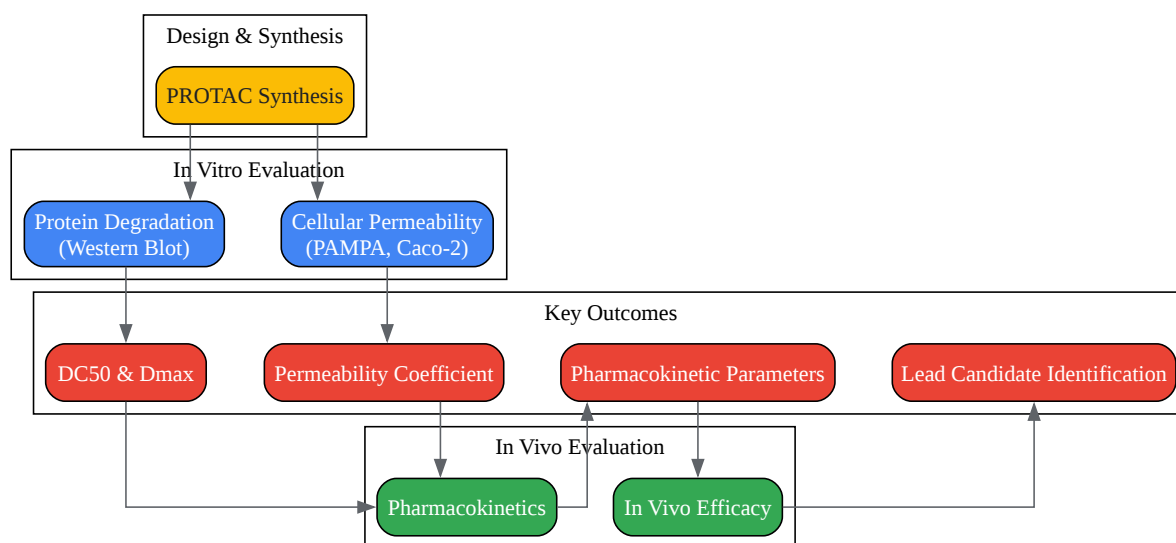 Design & Synthesis
PROTAC Synthesis
In Vitro Evaluation
Protein Degradation
(Western Blot)
Cellular Permeability
(PAMPA, Caco-2)
Key Outcomes
DC50 & Dmax
Permeability Coefficient
Pharmacokinetic Parameters
Lead Candidate Identification
In Vivo Evaluation
Pharmacokinetics
In Vivo Efficacy